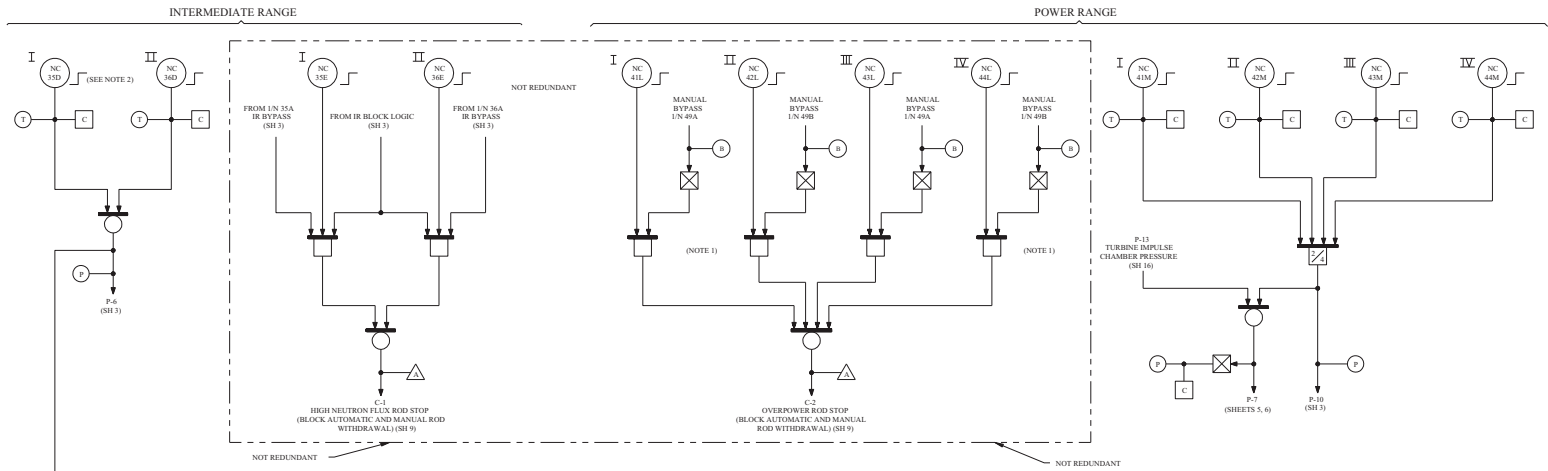 INTERMEDIATE RANGE
POWER RANGE
I
NC
35D
(SEE NOTE 2)
II
NC
36D
T
C
T
C
P
P-6
(SH 3)
I
NC
35E
II
NC
36E
NOT REDUNDANT
FROM 1/N 35A
IR BYPASS
(SH 3)
FROM IR BLOCK LOGIC
(SH 3)
FROM 1/N 36A
IR BYPASS
(SH 3)
A
C-1
HIGH NEUTRON FLUX ROD STOP
(BLOCK AUTOMATIC AND MANUAL ROD
WITHDRAWAL) (SH 9)
NOT REDUNDANT
I
NC
41L
II
NC
42L
III
NC
43L
IV
NC
44L
MANUAL
BYPASS
1/N 49A
MANUAL
BYPASS
1/N 49B
MANUAL
BYPASS
1/N 49A
MANUAL
BYPASS
1/N 49B
B
B
B
B
(NOTE 1)
(NOTE 1)
A
C-2
OVERPOWER ROD STOP
(BLOCK AUTOMATIC AND MANUAL
ROD WITHDRAWAL) (SH 9)
NOT REDUNDANT
I
NC
41M
II
NC
42M
III
NC
43M
IV
NC
44M
T
C
T
C
T
C
T
C
P-13
TURBINE IMPULSE
CHAMBER PRESSURE
(SH 16)
2/4
P
C
P
P-7
(SHEETS 5, 6)
P-10
(SH 3)